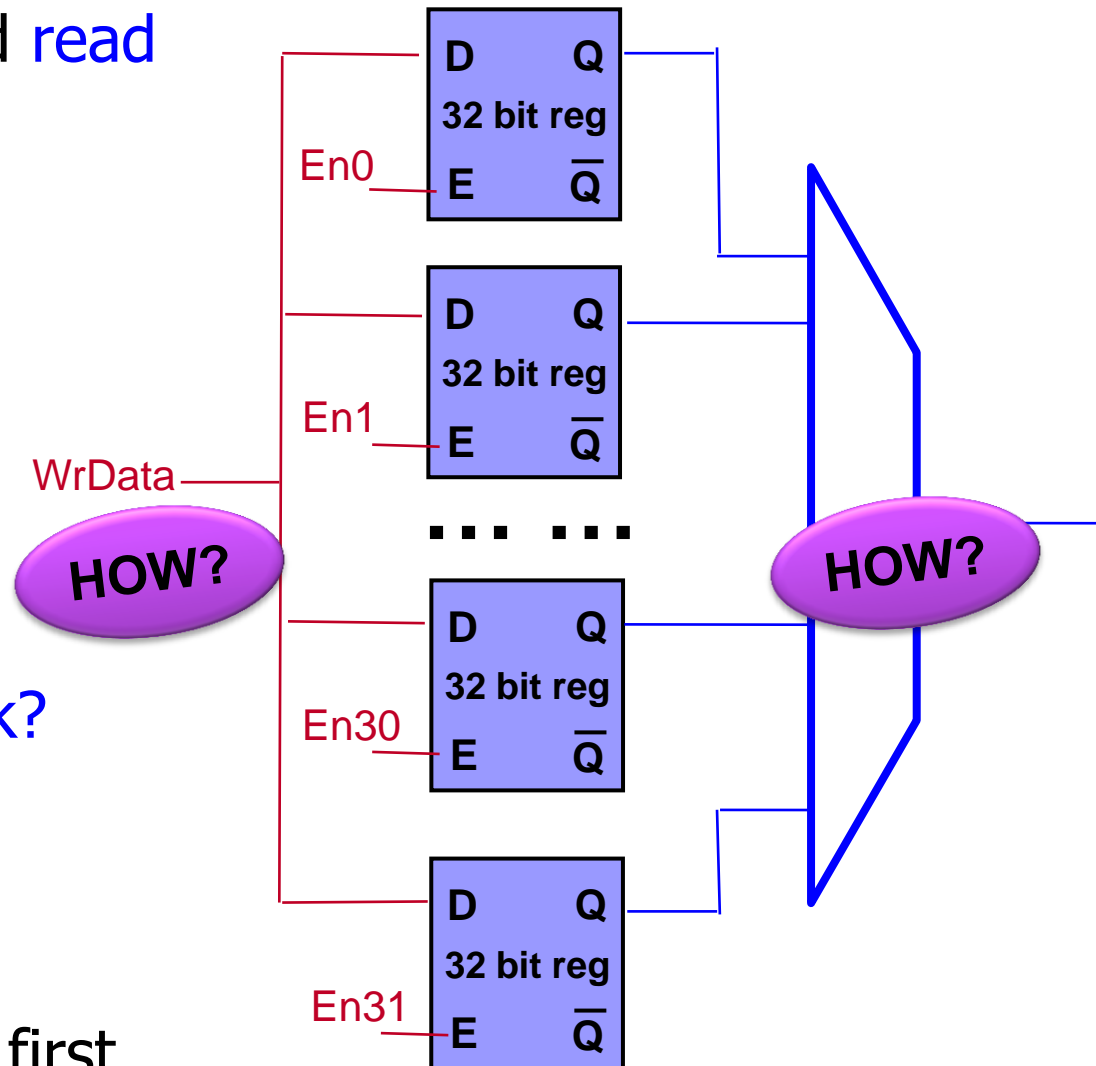 d read
D Q
32 bit reg
En0
E Q̅
D Q
32 bit reg
En1
E Q̅
WrData
... ...
HOW?
HOW?
D Q
32 bit reg
k?
En30
E Q̅
D Q
32 bit reg
En31
E Q̅
first